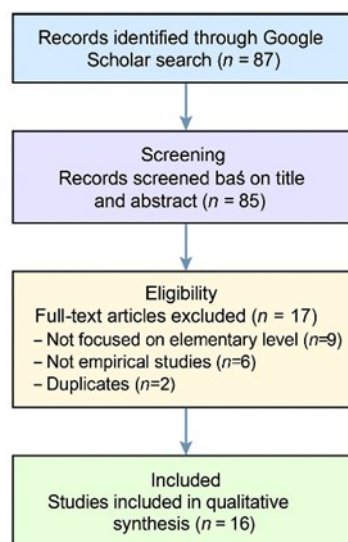 Records identified through Google
Scholar search (n = 87)
Screening
Records screened baś on title
and abstract (n = 85)
Eligibility
Full-text articles excluded (n = 17)
– Not focused on elementary level (n=9)
– Not empirical studies (n=6)
– Duplicates (n=2)
Included
Studies included in qualitative
synthesis (n = 16)